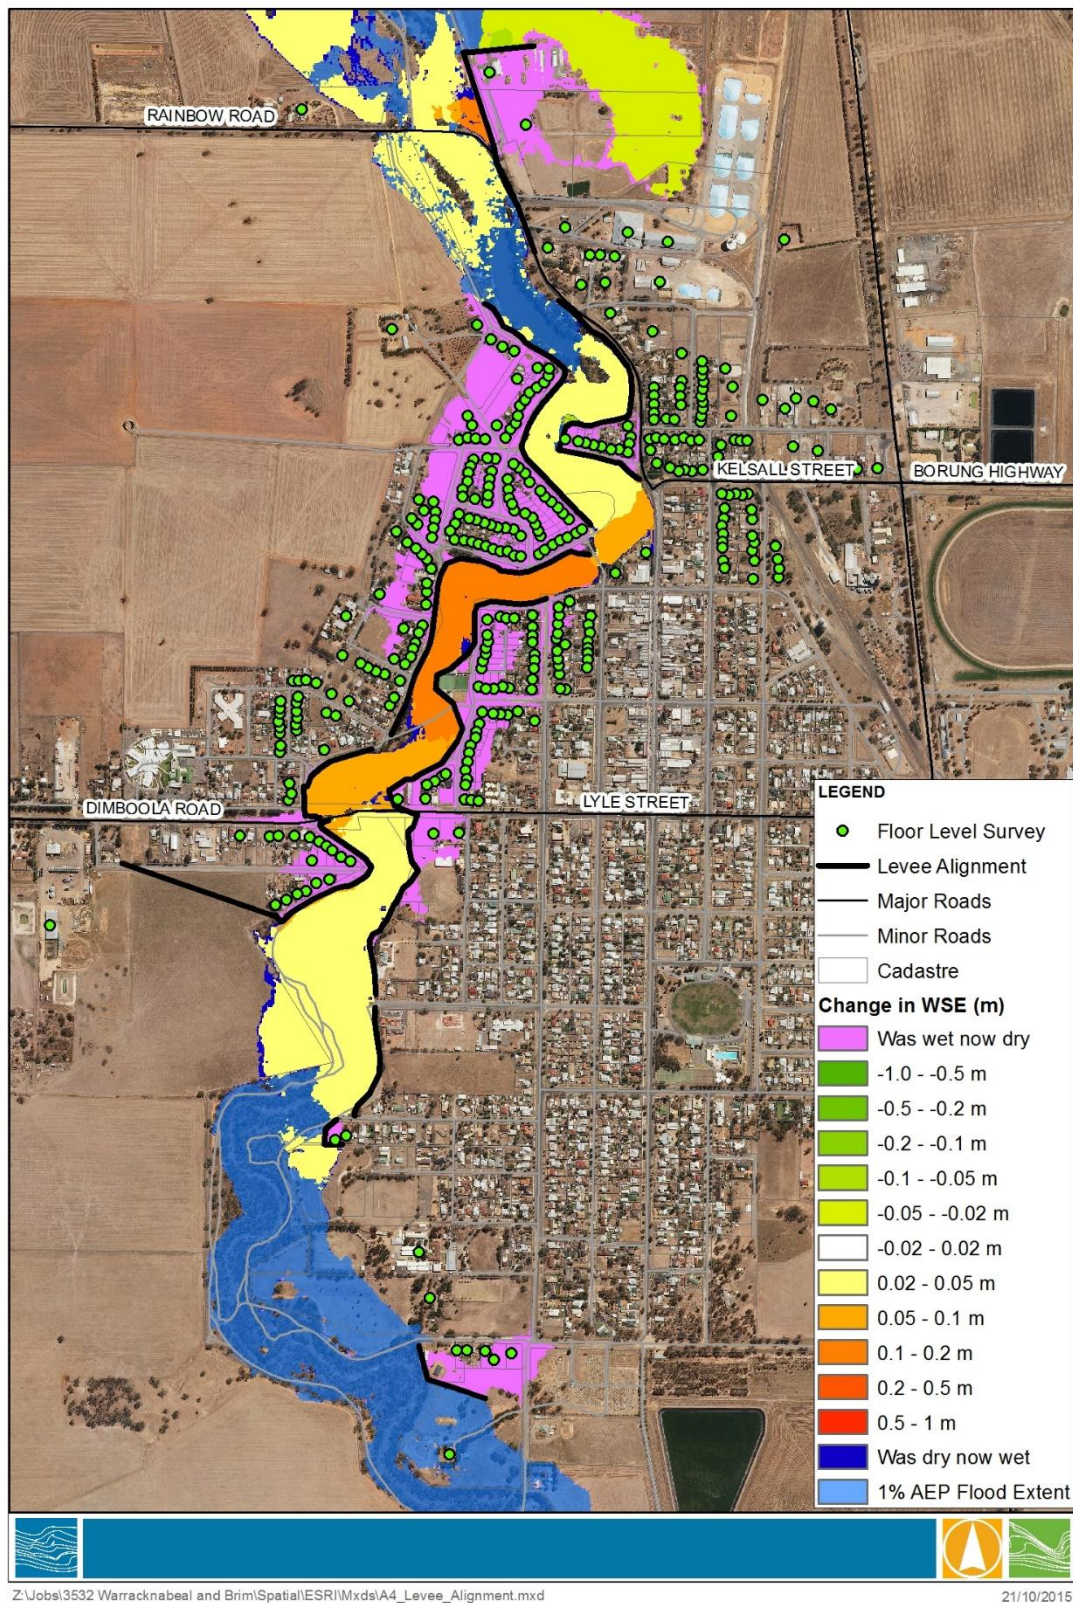 RAINBOW ROAD
KELSALL STREET
BORUNG HIGHWAY
DIMBOOLA ROAD
LYLE STREET
LEGEND
Floor Level Survey
Levee Alignment
Major Roads
Minor Roads
Cadastre
Change in WSE (m)
Was wet now dry
-1.0 - -0.5 m
-0.5 - -0.2 m
-0.2 - -0.1 m
-0.1 - -0.05 m
-0.05 - -0.02 m
-0.02 - 0.02 m
0.02 - 0.05 m
0.05 - 0.1 m
0.1 - 0.2 m
0.2 - 0.5 m
0.5 - 1 m
Was dry now wet
1% AEP Flood Extent
Z:\Jobs\3532 Warracknabeal and Brim\Spatial\ESRI\Mxds\A4_Levee_Alignment.mxd
21/10/2015